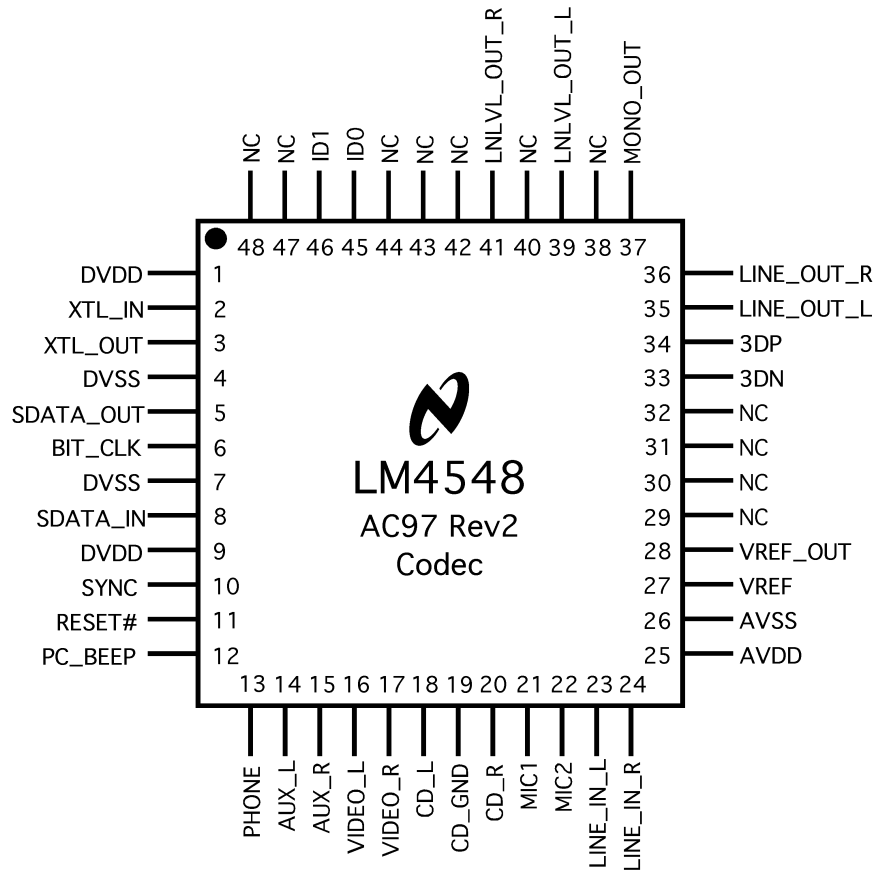 NC
NC
ID1
ID0
NC
NC
NC
LNLVL_OUT_R
NC
LNLVL_OUT_L
NC
MONO_OUT
48 47 46 45 44 43 42 41 40 39 38 37
DVDD 1 36 LINE_OUT_R
XTL_IN 2 35 LINE_OUT_L
XTL_OUT 3 34 3DP
DVSS 4 33 3DN
SDATA_OUT 5 32 NC
BIT_CLK 6 31 NC
DVSS 7 30 NC
SDATA_IN 8 29 NC
DVDD 9 28 VREF_OUT
SYNC 10 27 VREF
RESET# 11 26 AVSS
PC_BEEP 12 25 AVDD
LM4548
AC97 Rev2
Codec
13 14 15 16 17 18 19 20 21 22 23 24
PHONE
AUX_L
AUX_R
VIDEO_L
VIDEO_R
CD_L
CD_GND
CD_R
MIC1
MIC2
LINE_IN_L
LINE_IN_R